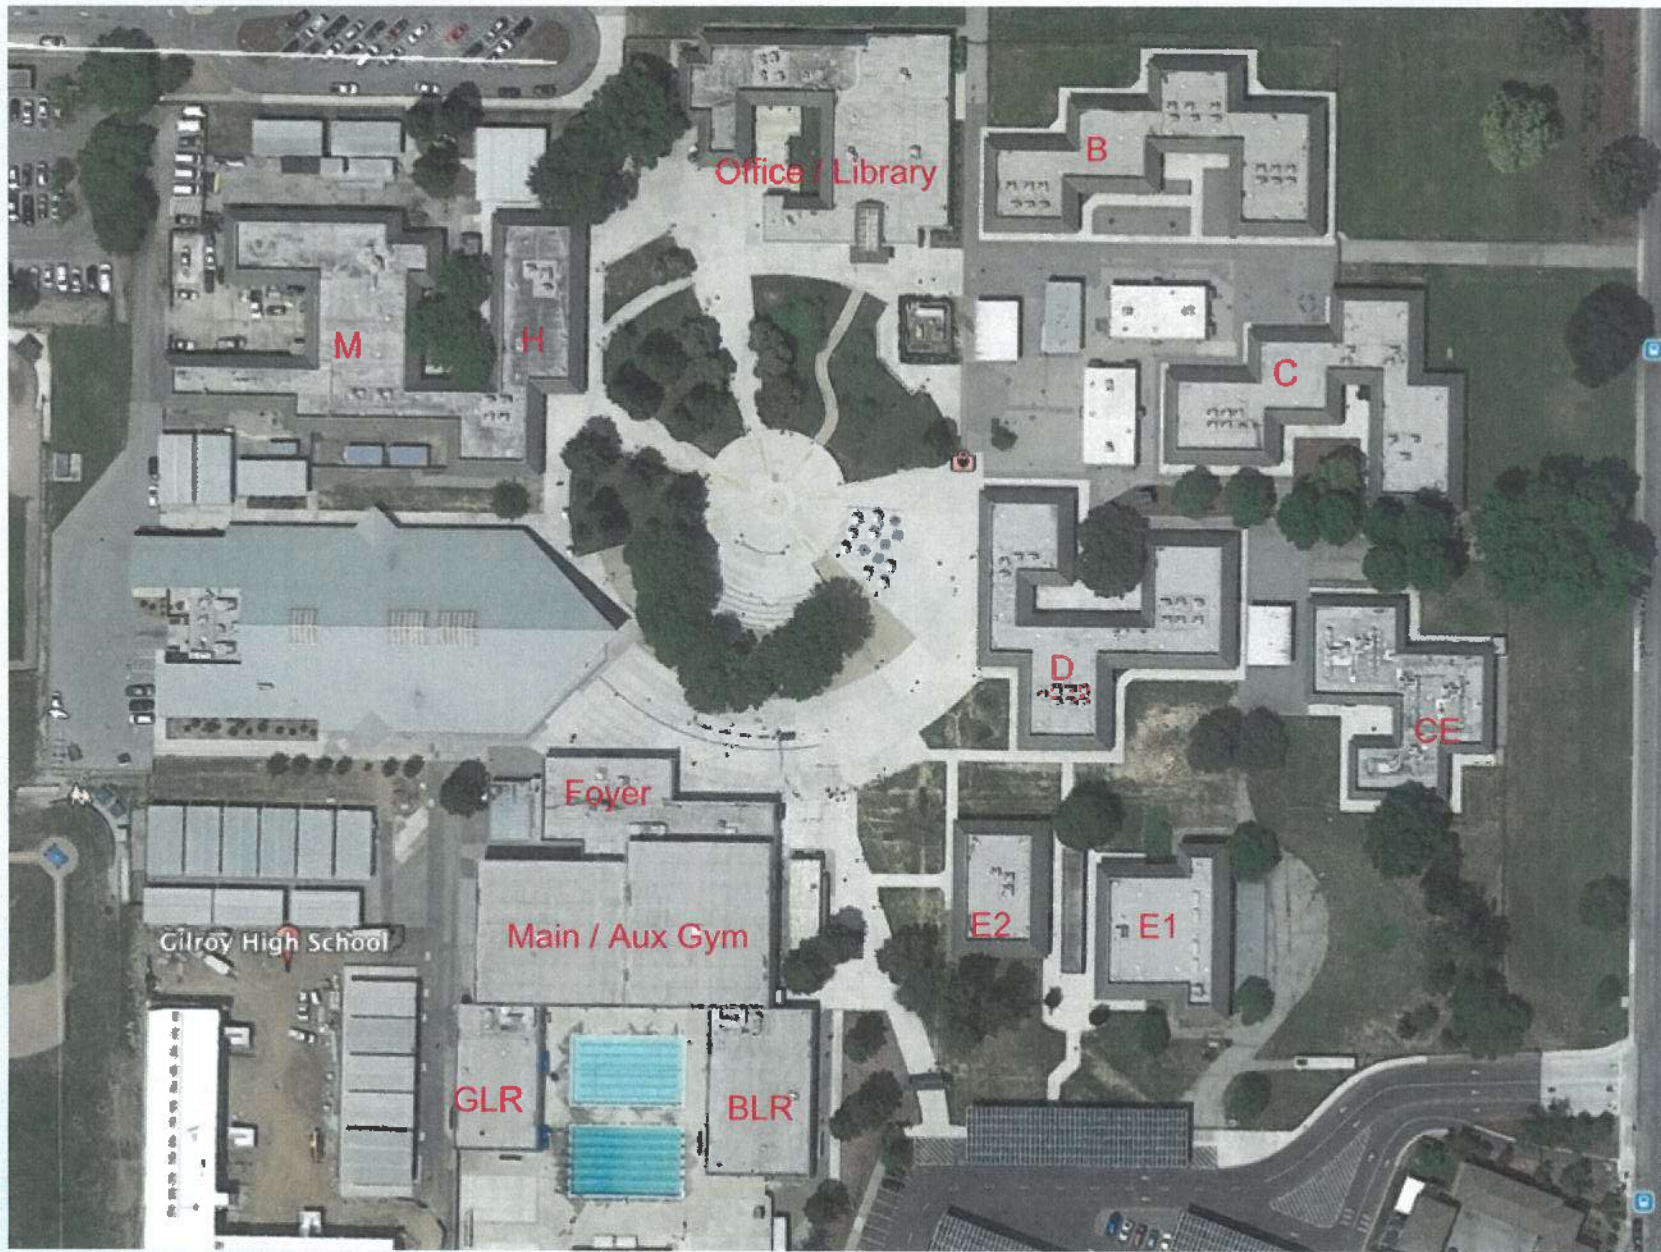 B
Office / Library
M
H
C
D
CE
Foyer
E2
E1
Main / Aux Gym
Gilroy High School
GLR
BLR